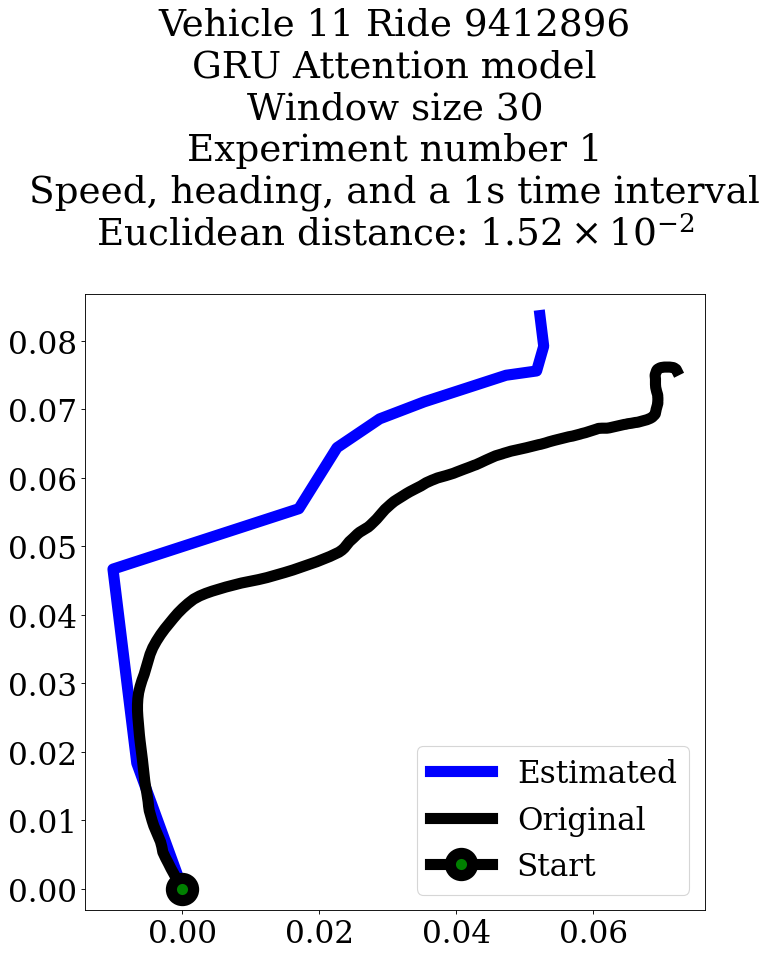 Vehicle 11 Ride 9412896
GRU Attention model
Window size 30
Experiment number 1
Speed, heading, and a 1s time interval
Euclidean distance: 1.52 × 10⁻²
0.08
0.07
0.06
0.05
0.04
0.03
0.02
0.01
0.00
Estimated
Original
Start
0.00 0.02 0.04 0.06